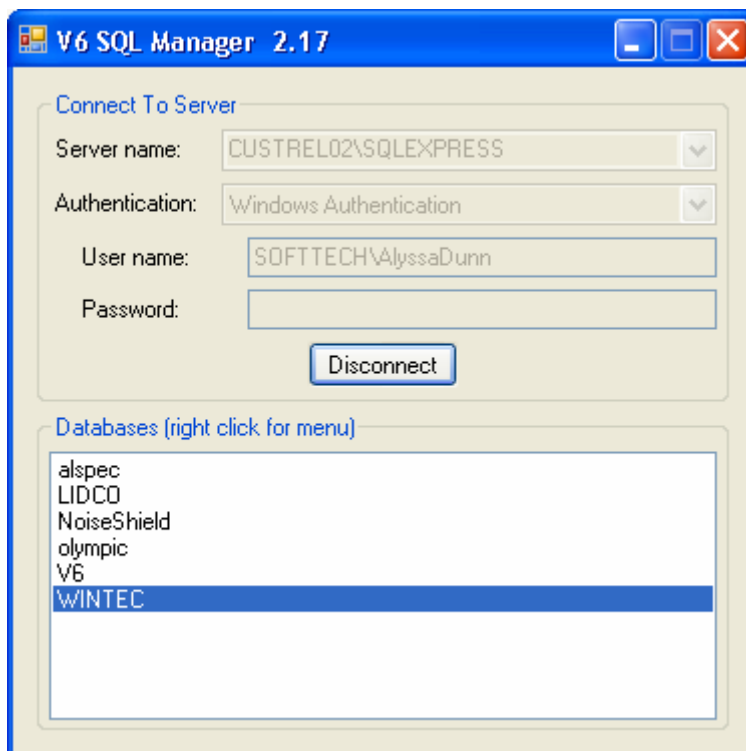 V6 SQL Manager 2.17
Connect To Server
Server name: CUSTREL02\SQLEXPRESS
Authentication: Windows Authentication
User name: SOFTTECH\AlyssaDunn
Password:
Disconnect
Databases (right click for menu)
alspec
LIDCO
NoiseShield
olympic
V6
WINTEC